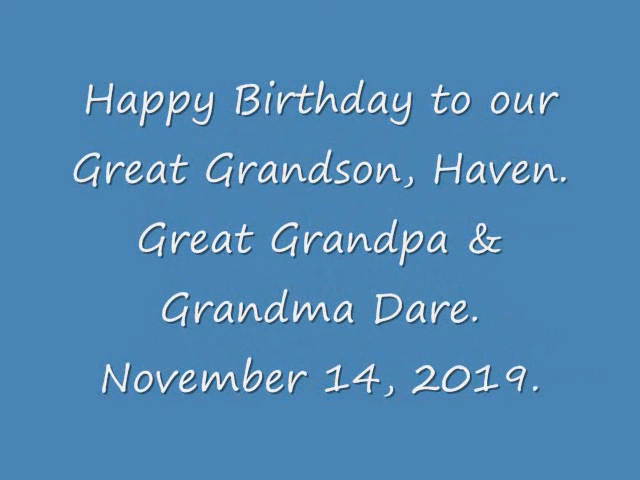 Happy Birthday to our
Great Grandson, Haven.
Great Grandpa &
Grandma Dare.
November 14, 2019.